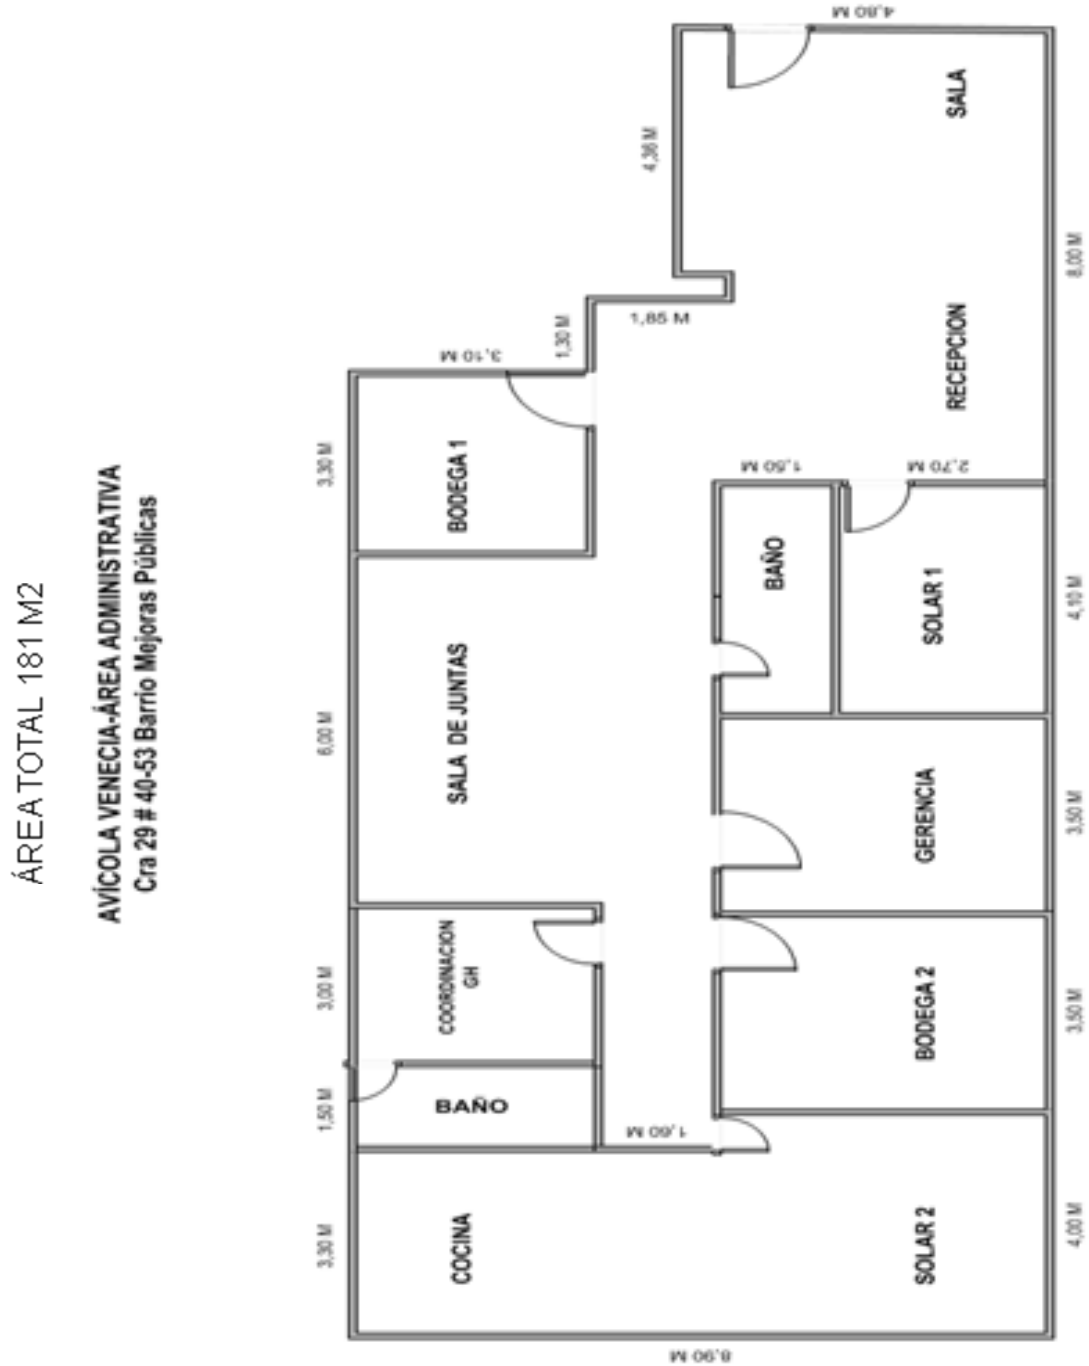 ÁREA TOTAL 181 M2
AVÍCOLA VENECIA-ÁREA ADMINISTRATIVA
Cra 29 # 40-53 Barrio Mejoras Públicas
3,30 M
1,50 M
3,00 M
6,00 M
3,30 M
COCINA
BAÑO
COORDINACION
GH
SALA DE JUNTAS
BODEGA 1
3,10 M
1,30 M
1,85 M
4,36 M
8,90 M
1,60 M
BAÑO
1,50 M
4,80 M
SOLAR 2
BODEGA 2
GERENCIA
SOLAR 1
2,70 M
RECEPCION
SALA
4,00 M
3,50 M
3,50 M
4,10 M
8,00 M